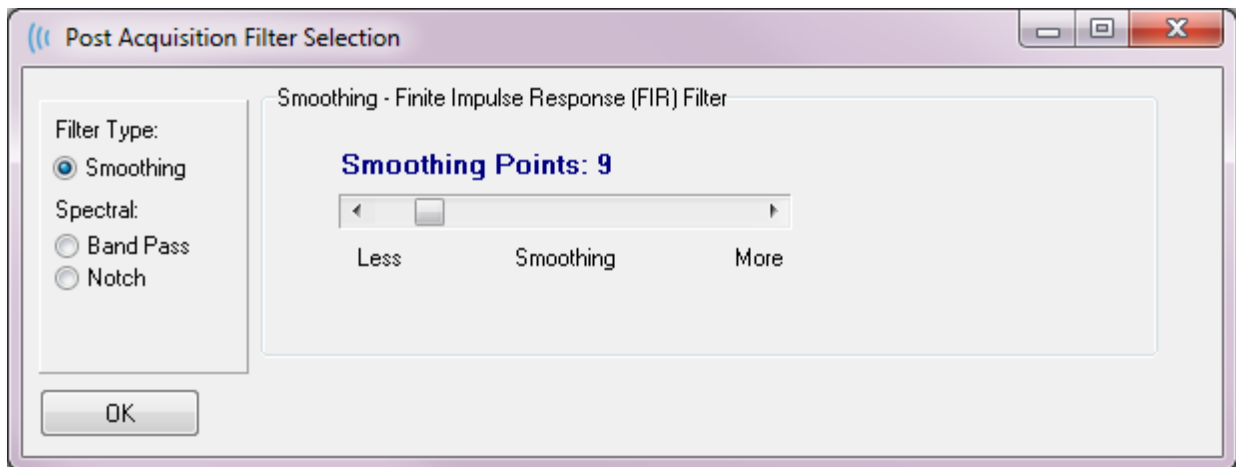 Post Acquisition Filter Selection
Smoothing - Finite Impulse Response (FIR) Filter
Filter Type:
Smoothing
Spectral:
Band Pass
Notch
Smoothing Points: 9
Less Smoothing More
OK